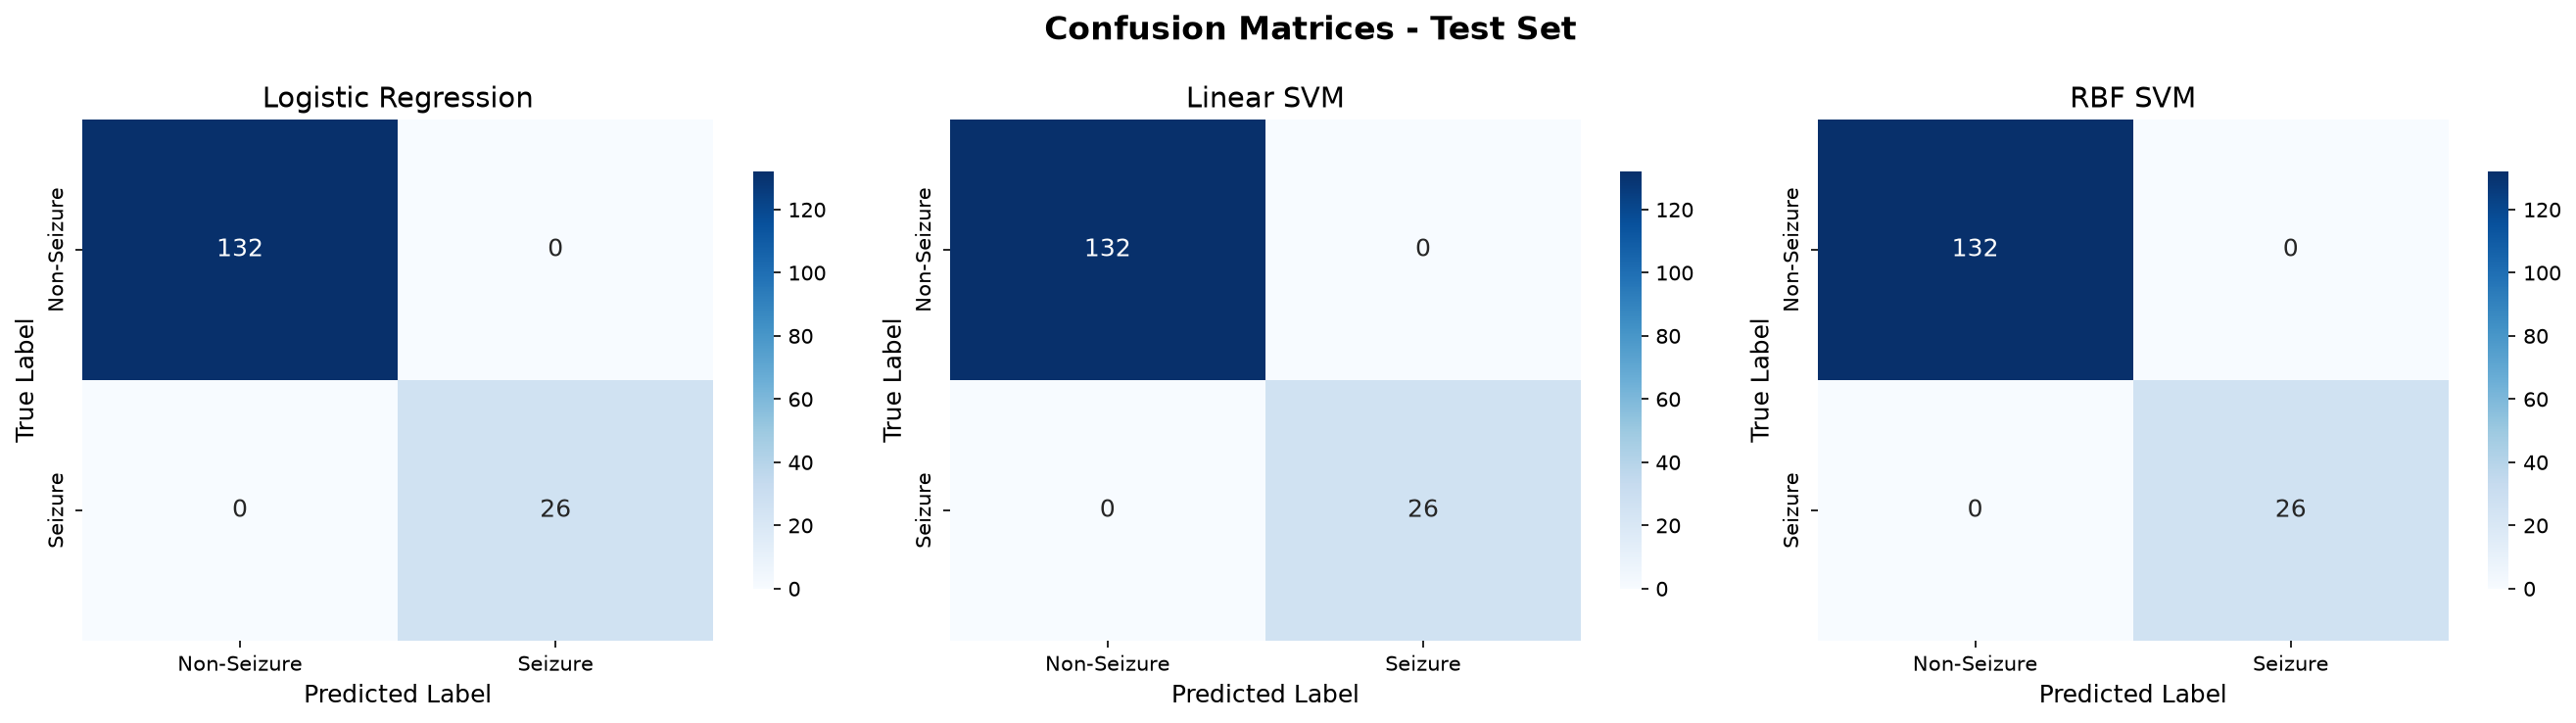 Confusion Matrices - Test Set
Logistic Regression
True Label
Non-Seizure
Seizure
132
0
0
26
Non-Seizure
Seizure
Predicted Label
120
100
80
60
40
20
0
Linear SVM
True Label
Non-Seizure
Seizure
132
0
0
26
Non-Seizure
Seizure
Predicted Label
120
100
80
60
40
20
0
RBF SVM
True Label
Non-Seizure
Seizure
132
0
0
26
Non-Seizure
Seizure
Predicted Label
120
100
80
60
40
20
0